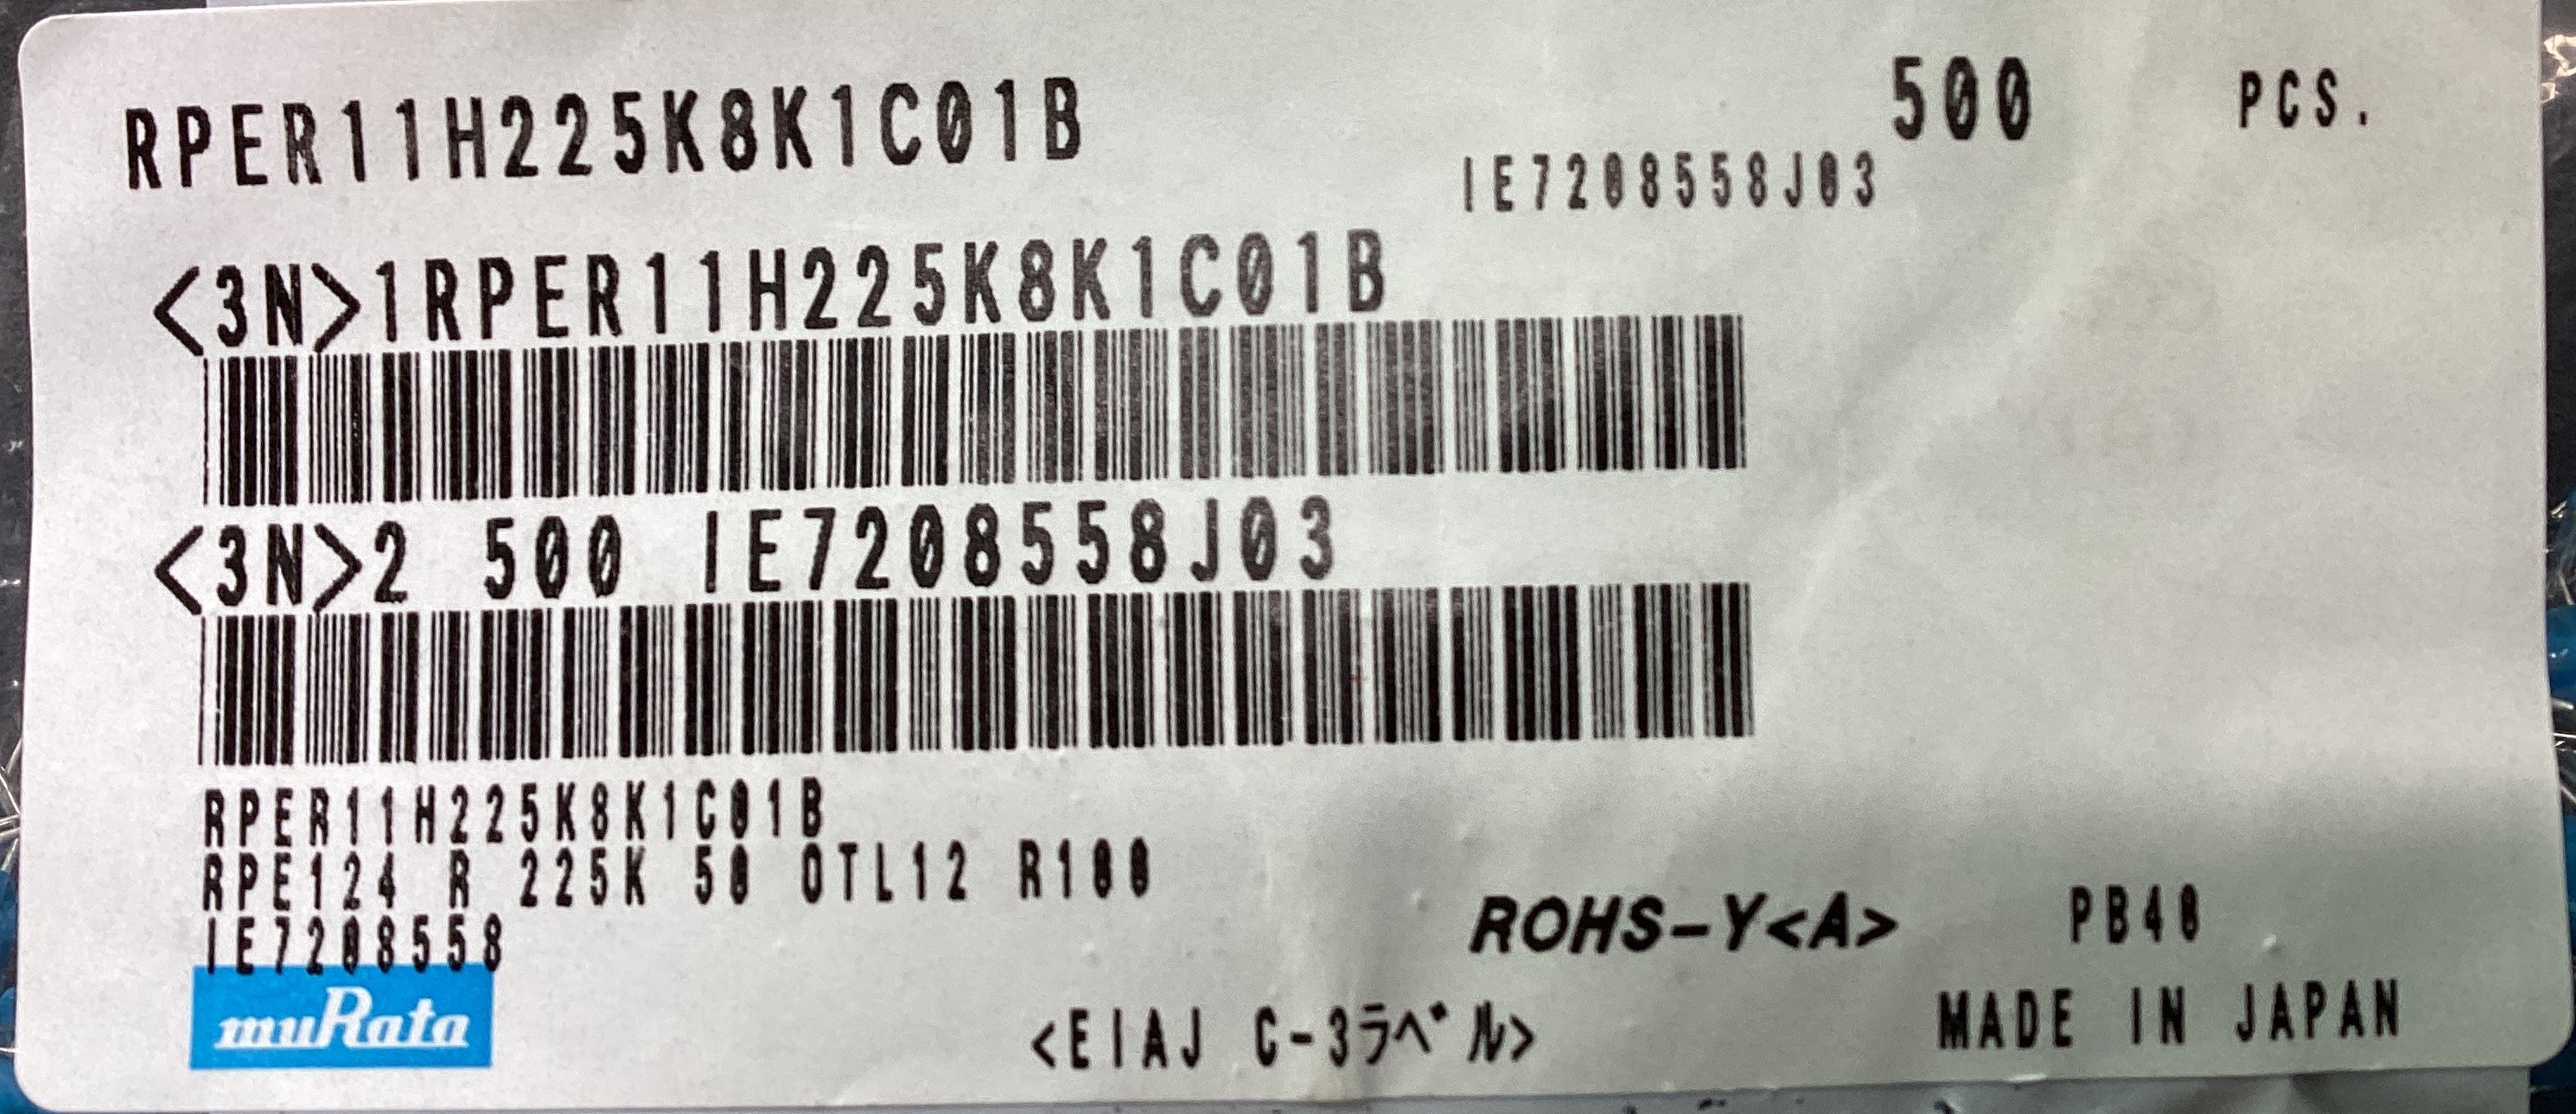 RPER11H225K8K1C01B 500 PCS.
IE7208558J03
<3N>1RPER11H225K8K1C01B
<3N>2 500 IE7208558J03
RPER11H225K8K1C01B
RPE124 R 225K 50 OTL12 R100
IE7208558
ROHS-Y<A> PB40
muRata
<EIAJ C-3ラベル> MADE IN JAPAN